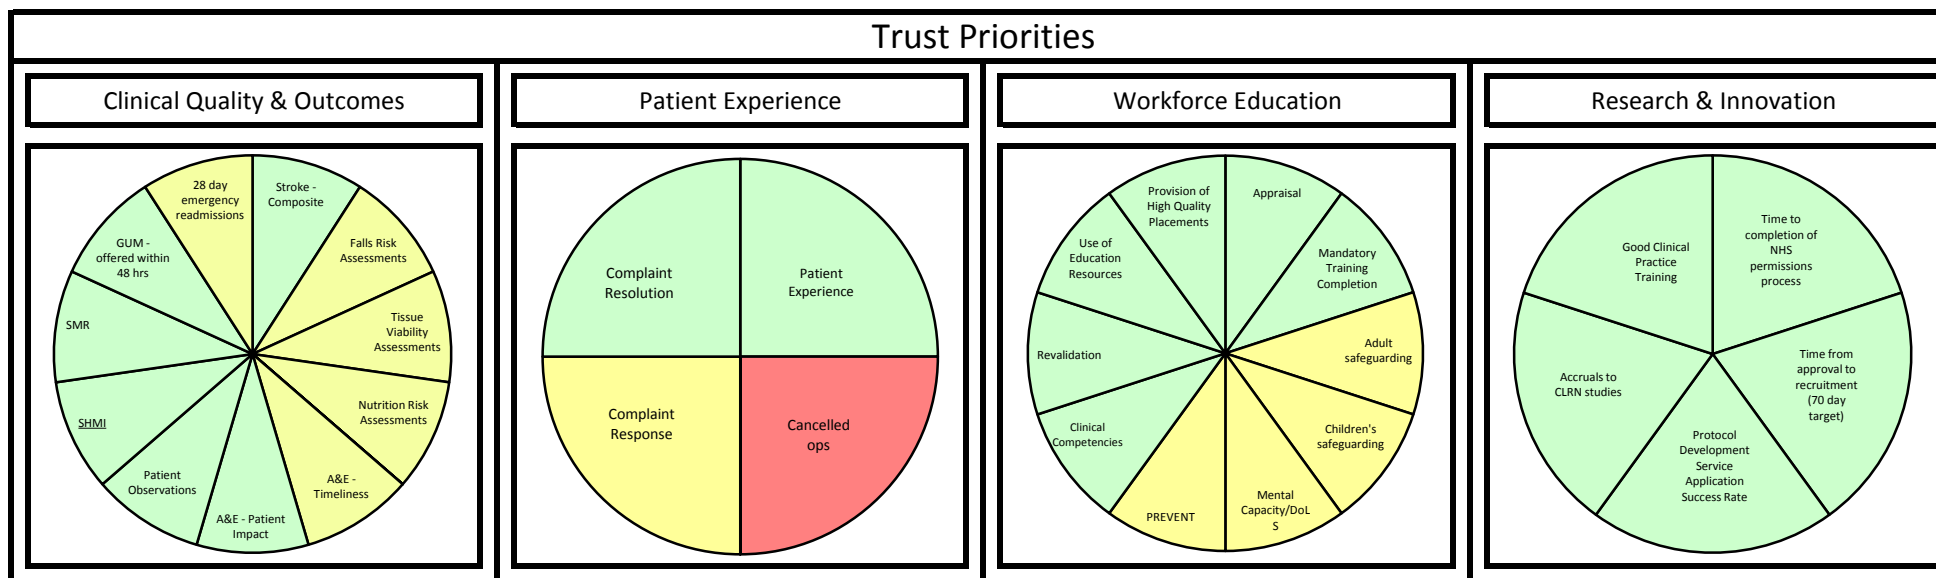 Trust Priorities
Clinical Quality & Outcomes
28 day
emergency
readmissions
Stroke -
Composite
Falls Risk
Assessments
Tissue
Viability
Assessments
Nutrition Risk
Assessments
A&E -
Timeliness
A&E - Patient
Impact
Patient
Observations
SHMI
SMR
GUM -
offered within
48 hrs
Patient Experience
Complaint
Resolution
Patient
Experience
Complaint
Response
Cancelled
ops
Workforce Education
Provision of
High Quality
Placements
Appraisal
Mandatory
Training
Completion
Adult
safeguarding
Children's
safeguarding
Mental
Capacity/DoL
S
PREVENT
Clinical
Competencies
Revalidation
Use of
Education
Resources
Research & Innovation
Good Clinical
Practice
Training
Time to
completion of
NHS
permissions
process
Time from
approval to
recruitment
(70 day
target)
Protocol
Development
Service
Application
Success Rate
Accruals to
CLRN studies